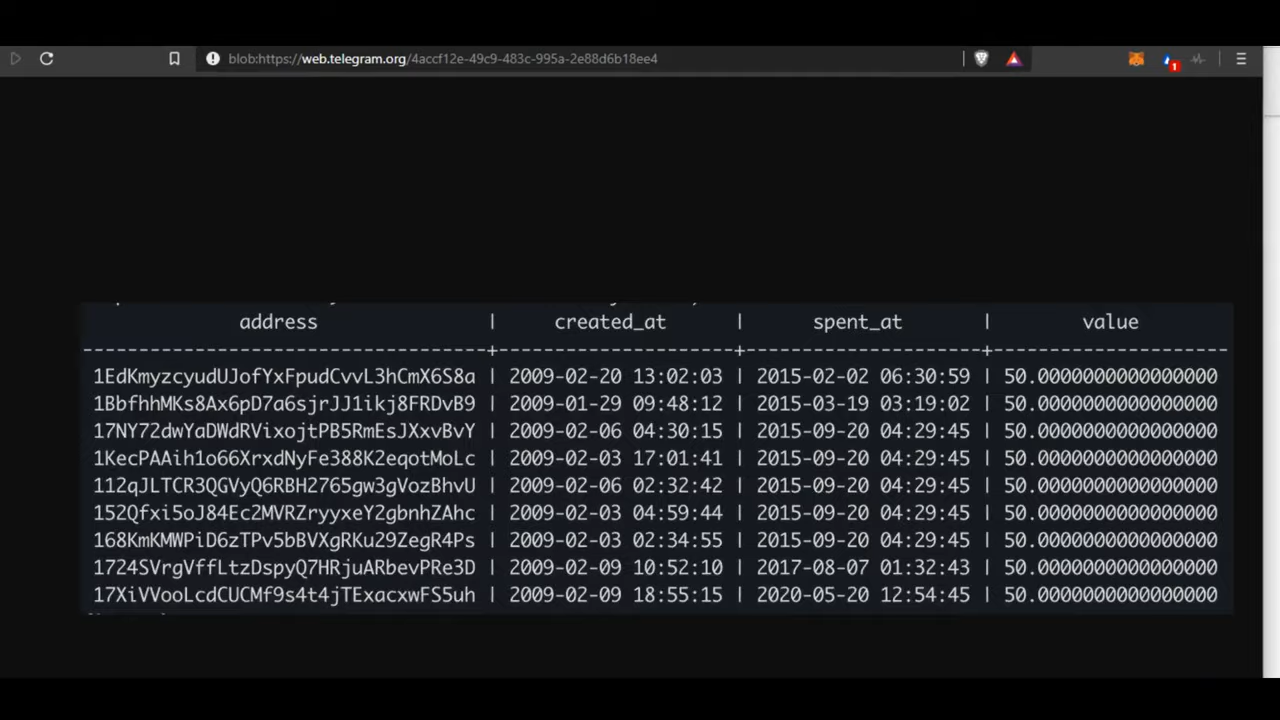 blob:https://web.telegram.org/4accf12e-49c9-483c-995a-2e88d6b18ee4
1
address | created_at | spent_at | value
1EdKmyzcyudUJofYxFpudCvvL3hCmX6S8a | 2009-02-20 13:02:03 | 2015-02-02 06:30:59 | 50.0000000000000000
1BbfhhMKs8Ax6pD7a6sjrJJ1ikj8FRDvB9 | 2009-01-29 09:48:12 | 2015-03-19 03:19:02 | 50.0000000000000000
17NY72dwYaDWdRVixojtPB5RmEsJXxvBvY | 2009-02-06 04:30:15 | 2015-09-20 04:29:45 | 50.0000000000000000
1KecPAAih1o66XrxdNyFe388K2eqotMoLc | 2009-02-03 17:01:41 | 2015-09-20 04:29:45 | 50.0000000000000000
112qJLTCR3QGVyQ6RBH2765gw3gVozBhvU | 2009-02-06 02:32:42 | 2015-09-20 04:29:45 | 50.0000000000000000
152Qfxi5oJ84Ec2MVRZryyxeY2gbnhZAhc | 2009-02-03 04:59:44 | 2015-09-20 04:29:45 | 50.0000000000000000
168KmKMWPiD6zTPv5bBVXgRKu29ZegR4Ps | 2009-02-03 02:34:55 | 2015-09-20 04:29:45 | 50.0000000000000000
1724SVrgVffLtzDspyQ7HRjuARbevPRe3D | 2009-02-09 10:52:10 | 2017-08-07 01:32:43 | 50.0000000000000000
17XiVVooLcdCUCMf9s4t4jTExacxwFS5uh | 2009-02-09 18:55:15 | 2020-05-20 12:54:45 | 50.0000000000000000